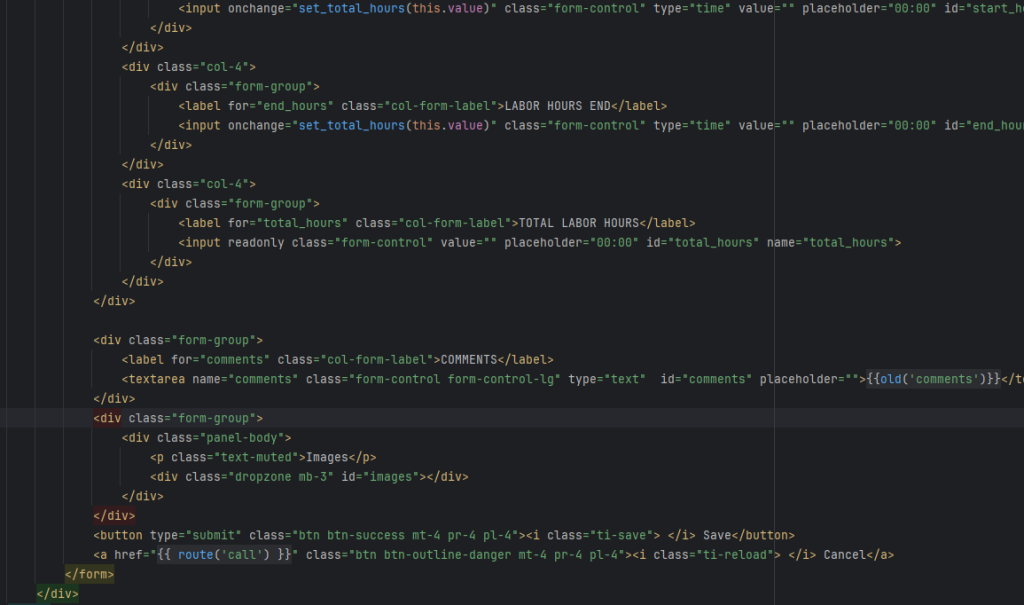 <input onchange="set_total_hours(this.value)" class="form-control" type="time" value="" placeholder="00:00" id="start_h
</div>
</div>
<div class="col-4">
<div class="form-group">
<label for="end_hours" class="col-form-label">LABOR HOURS END</label>
<input onchange="set_total_hours(this.value)" class="form-control" type="time" value="" placeholder="00:00" id="end_hou
</div>
</div>
<div class="col-4">
<div class="form-group">
<label for="total_hours" class="col-form-label">TOTAL LABOR HOURS</label>
<input readonly class="form-control" value="" placeholder="00:00" id="total_hours" name="total_hours">
</div>
</div>
</div>
<div class="form-group">
<label for="comments" class="col-form-label">COMMENTS</label>
<textarea name="comments" class="form-control form-control-lg" type="text"  id="comments" placeholder="">{{old('comments')}}</te
</div>
<div class="form-group">
<div class="panel-body">
<p class="text-muted">Images</p>
<div class="dropzone mb-3" id="images"></div>
</div>
</div>
<button type="submit" class="btn btn-success mt-4 pr-4 pl-4"><i class="ti-save"> </i> Save</button>
<a href="{{ route('call') }}" class="btn btn-outline-danger mt-4 pr-4 pl-4"><i class="ti-reload"> </i> Cancel</a>
</form>
</div>